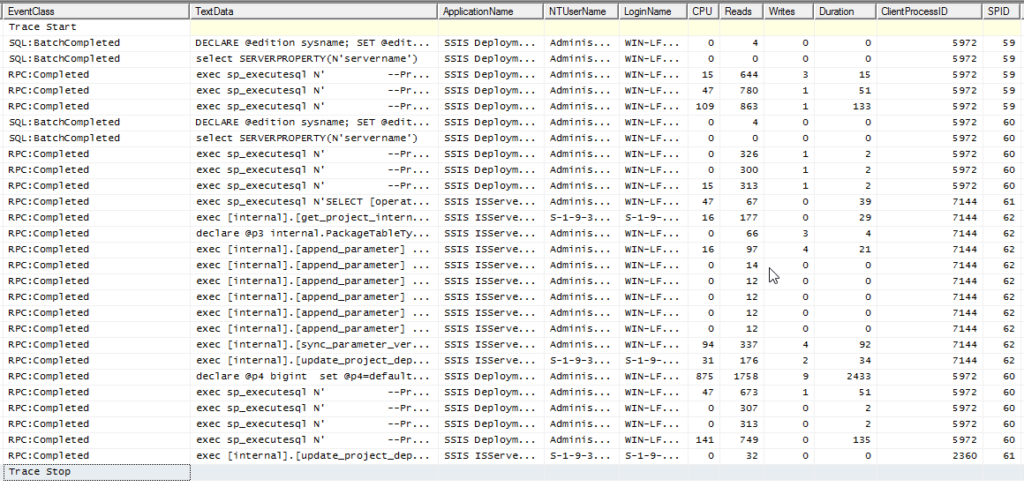 EventClass TextData ApplicationName NTUserName LoginName CPU Reads Writes Duration ClientProcessID SPID
Trace Start
SQL:BatchCompleted DECLARE @edition sysname; SET @edit... SSIS Deploym... Adminis... WIN-LF... 0 4 0 0 5972 59
SQL:BatchCompleted select SERVERPROPERTY(N'servername') SSIS Deploym... Adminis... WIN-LF... 0 0 0 0 5972 59
RPC:Completed exec sp_executesql N' --Pr... SSIS Deploym... Adminis... WIN-LF... 15 644 3 15 5972 59
RPC:Completed exec sp_executesql N' --Pr... SSIS Deploym... Adminis... WIN-LF... 47 780 1 51 5972 59
RPC:Completed exec sp_executesql N' --Pr... SSIS Deploym... Adminis... WIN-LF... 109 863 1 133 5972 59
SQL:BatchCompleted DECLARE @edition sysname; SET @edit... SSIS Deploym... Adminis... WIN-LF... 0 4 0 0 5972 60
SQL:BatchCompleted select SERVERPROPERTY(N'servername') SSIS Deploym... Adminis... WIN-LF... 0 0 0 0 5972 60
RPC:Completed exec sp_executesql N' --Pr... SSIS Deploym... Adminis... WIN-LF... 0 326 1 2 5972 60
RPC:Completed exec sp_executesql N' --Pr... SSIS Deploym... Adminis... WIN-LF... 0 300 1 2 5972 60
RPC:Completed exec sp_executesql N' --Pr... SSIS Deploym... Adminis... WIN-LF... 15 313 1 2 5972 60
RPC:Completed exec sp_executesql N'SELECT [operat... SSIS ISServe... Adminis... WIN-LF... 47 67 0 39 7144 61
RPC:Completed exec [internal].[get_project_intern... SSIS ISServe... S-1-9-3... S-1-9-... 16 177 0 29 7144 62
RPC:Completed declare @p3 internal.PackageTableTy... SSIS ISServe... Adminis... WIN-LF... 0 66 3 4 7144 62
RPC:Completed exec [internal].[append_parameter] ... SSIS ISServe... Adminis... WIN-LF... 16 97 4 21 7144 62
RPC:Completed exec [internal].[append_parameter] ... SSIS ISServe... Adminis... WIN-LF... 0 14 0 0 7144 62
RPC:Completed exec [internal].[append_parameter] ... SSIS ISServe... Adminis... WIN-LF... 0 12 0 0 7144 62
RPC:Completed exec [internal].[append_parameter] ... SSIS ISServe... Adminis... WIN-LF... 0 12 0 0 7144 62
RPC:Completed exec [internal].[append_parameter] ... SSIS ISServe... Adminis... WIN-LF... 0 12 0 0 7144 62
RPC:Completed exec [internal].[append_parameter] ... SSIS ISServe... Adminis... WIN-LF... 0 12 0 0 7144 62
RPC:Completed exec [internal].[sync_parameter_ver... SSIS ISServe... Adminis... WIN-LF... 94 337 4 92 7144 62
RPC:Completed exec [internal].[update_project_dep... SSIS ISServe... S-1-9-3... S-1-9-... 31 176 2 34 7144 62
RPC:Completed declare @p4 bigint set @p4=default... SSIS Deploym... Adminis... WIN-LF... 875 1758 9 2433 5972 60
RPC:Completed exec sp_executesql N' --Pr... SSIS Deploym... Adminis... WIN-LF... 47 673 1 51 5972 60
RPC:Completed exec sp_executesql N' --Pr... SSIS Deploym... Adminis... WIN-LF... 0 307 0 2 5972 60
RPC:Completed exec sp_executesql N' --Pr... SSIS Deploym... Adminis... WIN-LF... 0 313 0 2 5972 60
RPC:Completed exec sp_executesql N' --Pr... SSIS Deploym... Adminis... WIN-LF... 141 749 0 135 5972 60
RPC:Completed exec [internal].[update_project_dep... SSIS ISServe... S-1-9-3... S-1-9-... 0 32 0 0 2360 61
Trace Stop